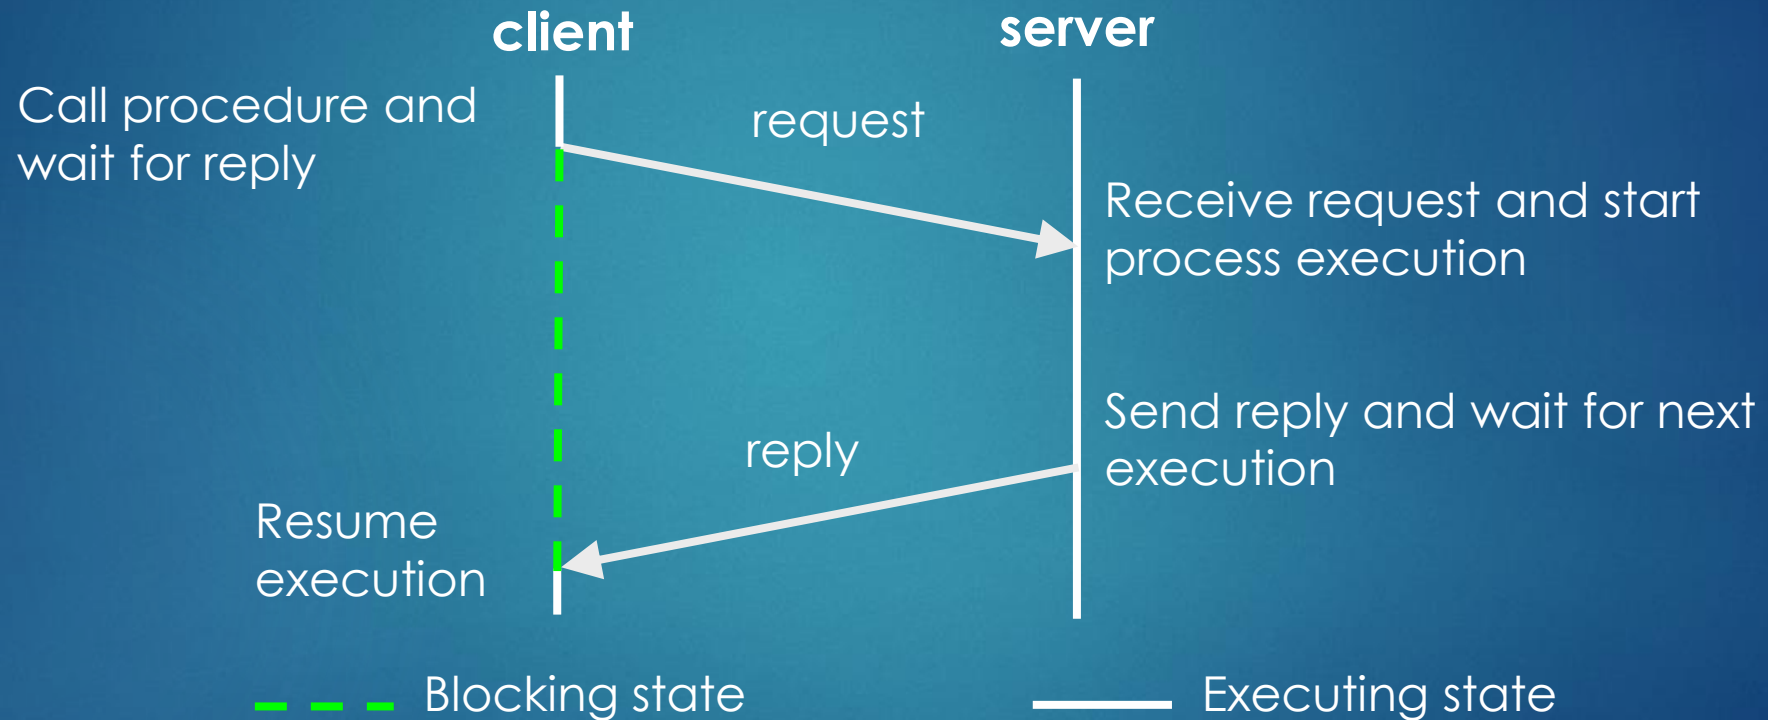 client
server
Call procedure and
wait for reply
request
Receive request and start
process execution
Send reply and wait for next
execution
reply
Resume
execution
Blocking state
Executing state